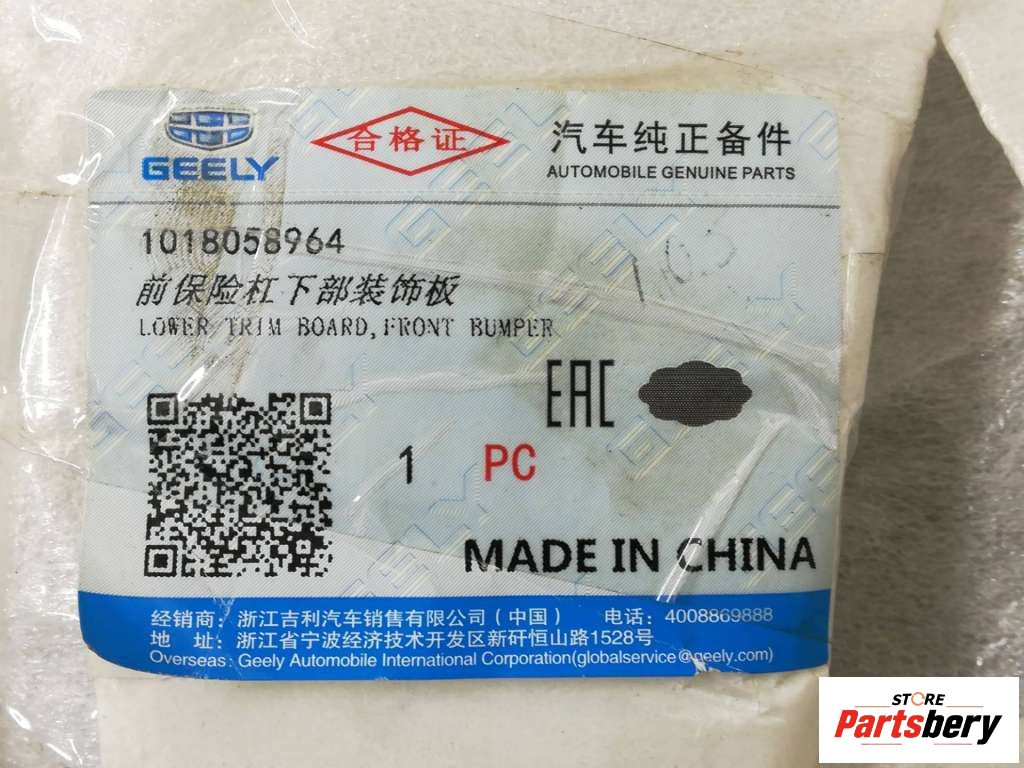 GEELY
合格证
汽车纯正备件
AUTOMOBILE GENUINE PARTS
1018058964
前保险杠下部装饰板
LOWER TRIM BOARD, FRONT BUMPER
EAC
1 PC
MADE IN CHINA
经销商：浙江吉利汽车销售有限公司（中国） 电话：4008869888
地 址：浙江省宁波经济技术开发区新矸恒山路1528号
Overseas: Geely Automobile International Corporation(globalservice@geely.com)
STORE
Partsbery